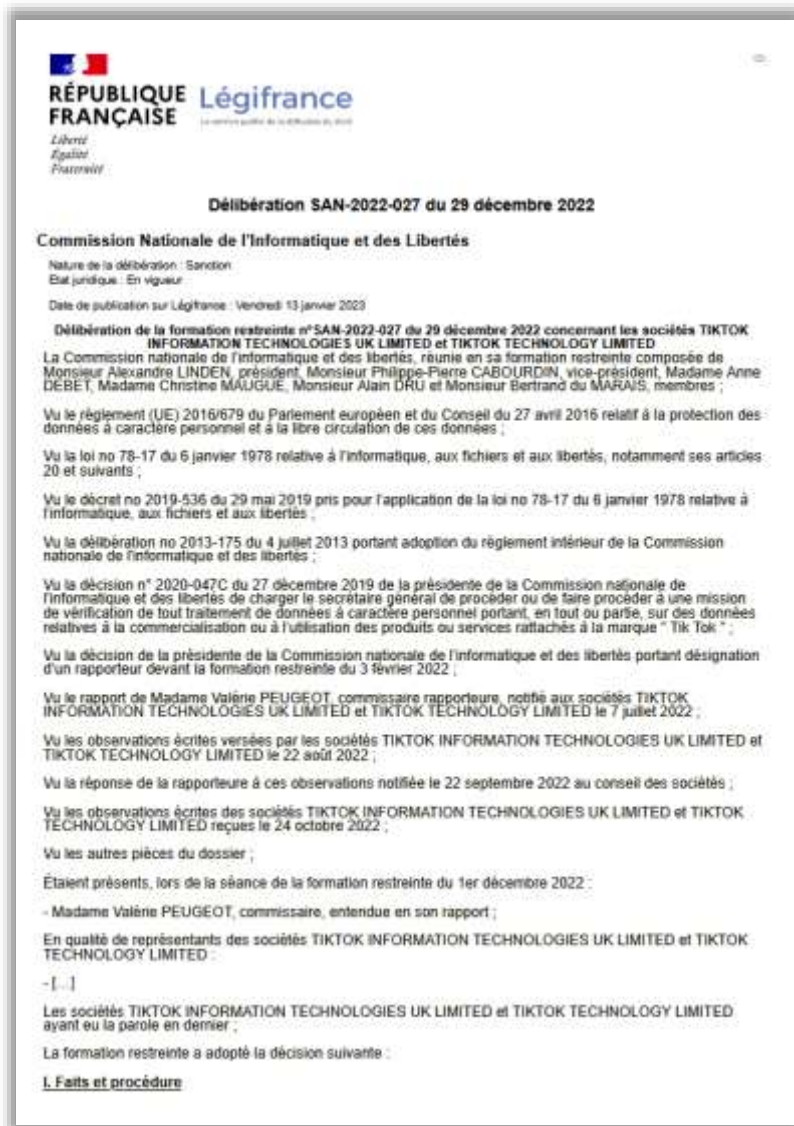 RÉPUBLIQUE
FRANÇAISE
Liberté
Égalité
Fraternité
Légifrance
Le service public de la diffusion du droit
Délibération SAN-2022-027 du 29 décembre 2022
Commission Nationale de l'Informatique et des Libertés
Nature de la délibération : Sanction
Etat juridique : En vigueur
Date de publication sur Légifrance : Vendredi 13 janvier 2023
Délibération de la formation restreinte n°SAN-2022-027 du 29 décembre 2022 concernant les sociétés TIKTOK
INFORMATION TECHNOLOGIES UK LIMITED et TIKTOK TECHNOLOGY LIMITED
La Commission nationale de l'informatique et des libertés, réunie en sa formation restreinte composée de
Monsieur Alexandre LINDEN, président, Monsieur Philippe-Pierre CABOURDIN, vice-président, Madame Anne
DEBET, Madame Christine MAUGÜÉ, Monsieur Alain DRU et Monsieur Bertrand du MARAIS, membres ;
Vu le règlement (UE) 2016/679 du Parlement européen et du Conseil du 27 avril 2016 relatif à la protection des
données à caractère personnel et à la libre circulation de ces données ;
Vu la loi no 78-17 du 6 janvier 1978 relative à l'informatique, aux fichiers et aux libertés, notamment ses articles
20 et suivants ;
Vu le décret no 2019-536 du 29 mai 2019 pris pour l'application de la loi no 78-17 du 6 janvier 1978 relative à
l'informatique, aux fichiers et aux libertés ;
Vu la délibération no 2013-175 du 4 juillet 2013 portant adoption du règlement intérieur de la Commission
nationale de l'informatique et des libertés ;
Vu la décision n° 2020-047C du 27 décembre 2019 de la présidente de la Commission nationale de
l'informatique et des libertés de charger le secrétaire général de procéder ou de faire procéder à une mission
de vérification de tout traitement de données à caractère personnel portant, en tout ou partie, sur des données
relatives à la commercialisation ou à l'utilisation des produits ou services rattachés à la marque " Tik Tok " ;
Vu la décision de la présidente de la Commission nationale de l'informatique et des libertés portant désignation
d'un rapporteur devant la formation restreinte du 3 février 2022 ;
Vu le rapport de Madame Valérie PEUGEOT, commissaire rapporteure, notifié aux sociétés TIKTOK
INFORMATION TECHNOLOGIES UK LIMITED et TIKTOK TECHNOLOGY LIMITED le 7 juillet 2022 ;
Vu les observations écrites versées par les sociétés TIKTOK INFORMATION TECHNOLOGIES UK LIMITED et
TIKTOK TECHNOLOGY LIMITED le 22 août 2022 ;
Vu la réponse de la rapporteure à ces observations notifiée le 22 septembre 2022 au conseil des sociétés ;
Vu les observations écrites des sociétés TIKTOK INFORMATION TECHNOLOGIES UK LIMITED et TIKTOK
TECHNOLOGY LIMITED reçues le 24 octobre 2022 ;
Vu les autres pièces du dossier ;
Étaient présents, lors de la séance de la formation restreinte du 1er décembre 2022 :
- Madame Valérie PEUGEOT, commissaire, entendue en son rapport ;
En qualité de représentants des sociétés TIKTOK INFORMATION TECHNOLOGIES UK LIMITED et TIKTOK
TECHNOLOGY LIMITED :
- [...]
Les sociétés TIKTOK INFORMATION TECHNOLOGIES UK LIMITED et TIKTOK TECHNOLOGY LIMITED
ayant eu la parole en dernier ;
La formation restreinte a adopté la décision suivante :
I. Faits et procédure